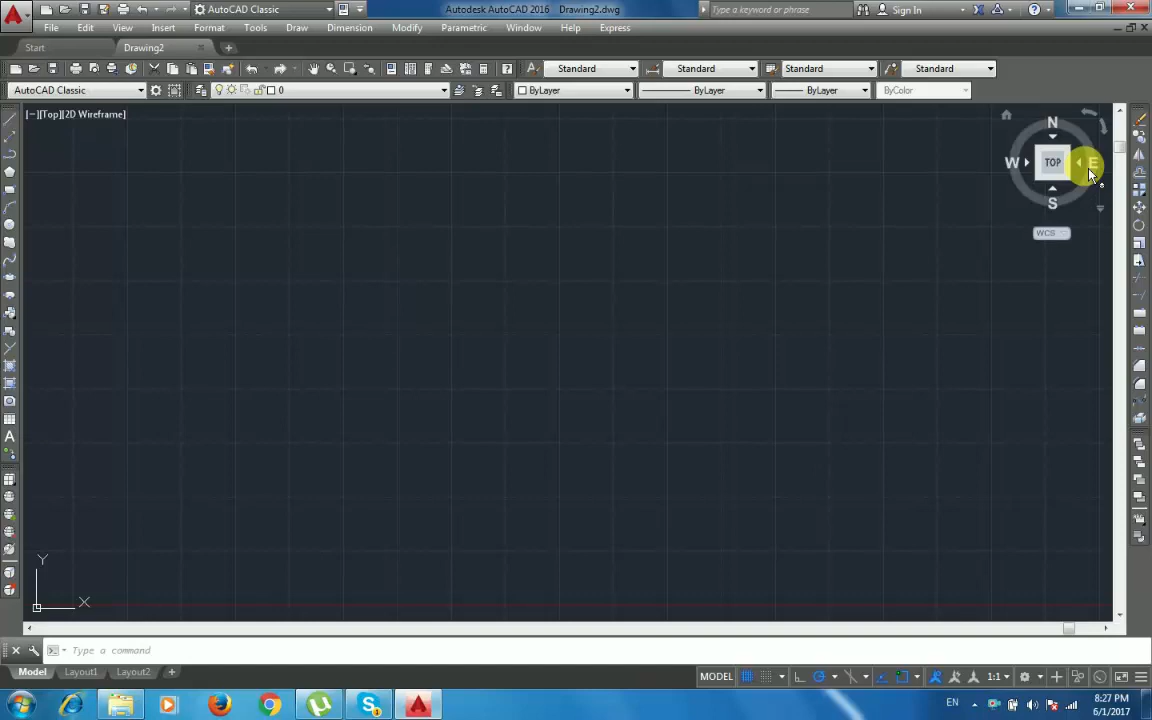 AutoCAD Classic
Autodesk AutoCAD 2016 Drawing2.dwg
Type a keyword or phrase
Sign In
File Edit View Insert Format Tools Draw Dimension Modify Parametric Window Help Express
Start
Drawing2
Standard
Standard
Standard
Standard
AutoCAD Classic
0
ByLayer
ByLayer
ByLayer
ByColor
[−][Top][2D Wireframe]
N
W
TOP
E
S
WCS
Y
X
A
Type a command
Model Layout1 Layout2
MODEL
1:1
EN
8:27 PM
6/1/2017